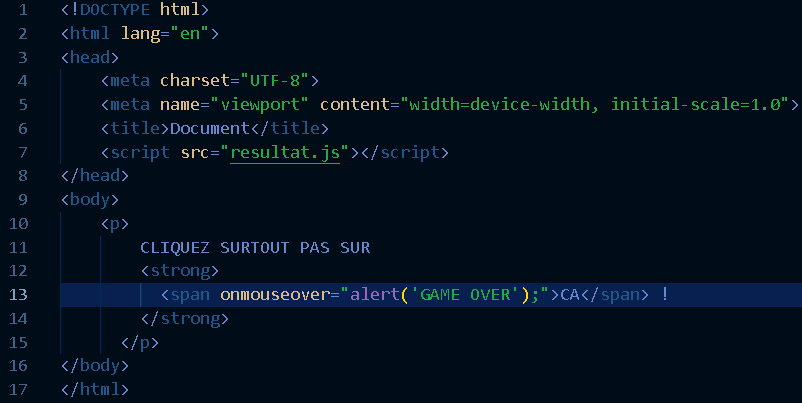 1 <!DOCTYPE html>
2 <html lang="en">
3 <head>
4     <meta charset="UTF-8">
5     <meta name="viewport" content="width=device-width, initial-scale=1.0">
6     <title>Document</title>
7     <script src="resultat.js"></script>
8 </head>
9 <body>
10     <p>
11         CLIQUEZ SURTOUT PAS SUR
12         <strong>
13           <span onmouseover="alert('GAME OVER');">CA</span> !
14         </strong>
15       </p>
16 </body>
17 </html>